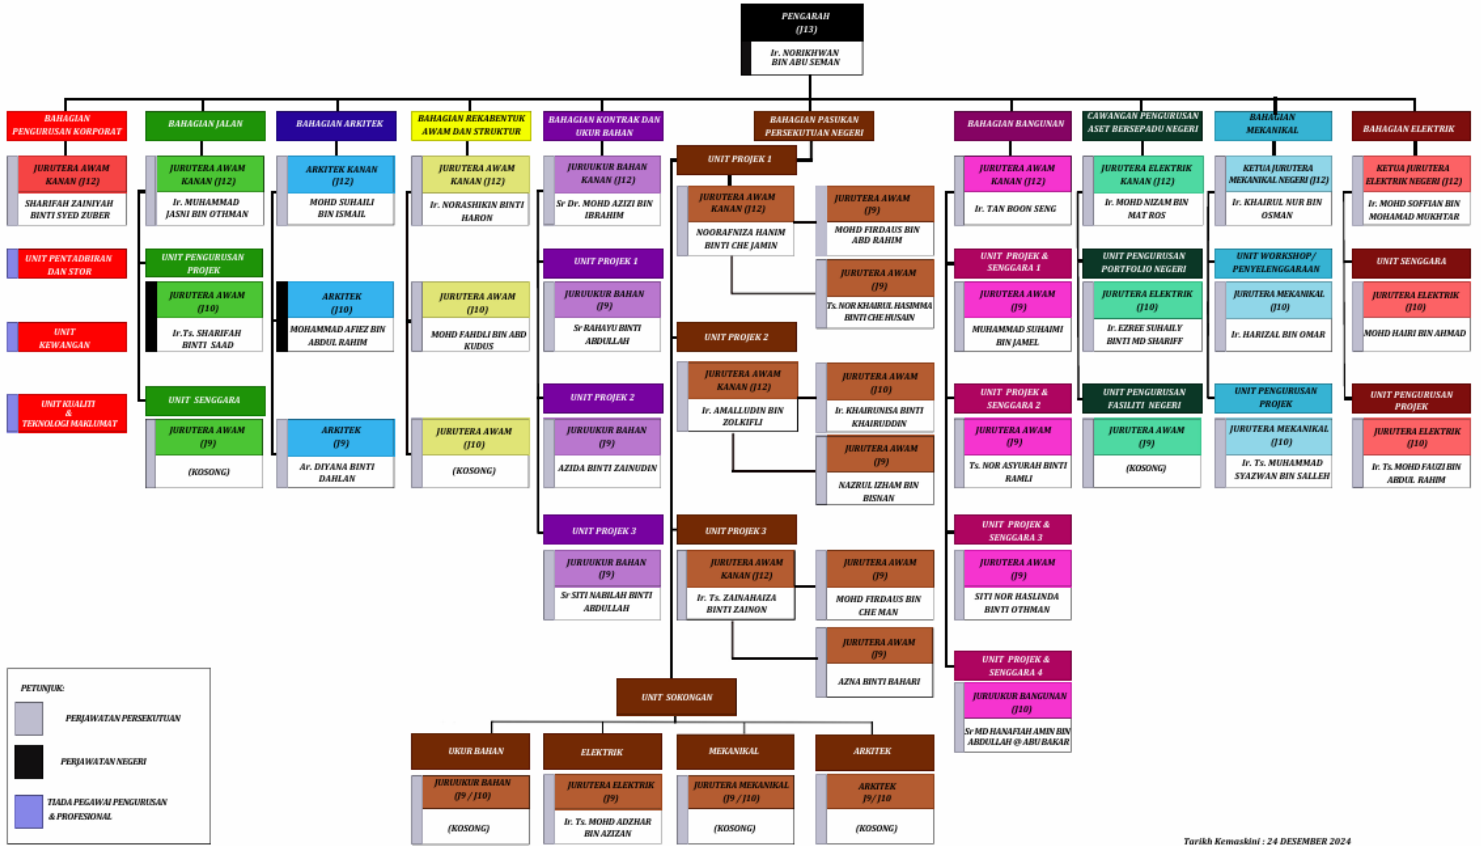 PENGARAH
(J13)
Ir. NORIKHWAN
BIN ABU SEMAN
BAHAGIAN
PENGURUSAN KORPORAT
JURUTERA AWAM
KANAN (J12)
SHARIFAH ZAINIYAH
BINTI SYED ZUBER
UNIT PENTADBIRAN
DAN STOR
UNIT
KEWANGAN
UNIT KUALITI
&
TEKNOLOGI MAKLUMAT
BAHAGIAN JALAN
JURUTERA AWAM
KANAN (J12)
Ir. MUHAMMAD
JASNI BIN OTHMAN
UNIT PENGURUSAN
PROJEK
JURUTERA AWAM
(J10)
Ir.Ts. SHARIFAH
BINTI SAAD
UNIT SENGGARA
JURUTERA AWAM
(J9)
(KOSONG)
BAHAGIAN ARKITEK
ARKITEK KANAN
(J12)
MOHD SUHAILI
BIN ISMAIL
ARKITEK
(J10)
MOHAMMAD AFIEZ BIN
ABDUL RAHIM
ARKITEK
(J9)
Ar. DIYANA BINTI
DAHLAN
BAHAGIAN REKABENTUK
AWAM DAN STRUKTUR
JURUTERA AWAM
KANAN (J12)
Ir. NORASHIKIN BINTI
HARON
JURUTERA AWAM
(J10)
MOHD FAHDLI BIN ABD
KUDUS
JURUTERA AWAM
(J10)
(KOSONG)
BAHAGIAN KONTRAK DAN
UKUR BAHAN
JURUUKUR BAHAN
KANAN (J12)
Sr Dr. MOHD AZIZI BIN
IBRAHIM
UNIT PROJEK 1
JURUUKUR BAHAN
(J9)
Sr RAHAYU BINTI
ABDULLAH
UNIT PROJEK 2
JURUUKUR BAHAN
(J9)
AZIDA BINTI ZAINUDIN
UNIT PROJEK 3
JURUUKUR BAHAN
(J9)
Sr SITI NABILAH BINTI
ABDULLAH
BAHAGIAN PASUKAN
PERSEKUTUAN NEGERI
UNIT PROJEK 1
JURUTERA AWAM
KANAN (J12)
NOORAFNIZA HANIM
BINTI CHE JAMIN
JURUTERA AWAM
(J9)
MOHD FIRDAUS BIN
ABD RAHIM
JURUTERA AWAM
(J9)
Ts. NOR KHAIRUL HASIMMA
BINTI CHE HUSAIN
UNIT PROJEK 2
JURUTERA AWAM
KANAN (J12)
Ir. AMALLUDIN BIN
ZOLKIFLI
JURUTERA AWAM
(J10)
Ir. KHAIRUNISA BINTI
KHAIRUDDIN
JURUTERA AWAM
(J9)
NAZRUL IZHAM BIN
BISNAN
UNIT PROJEK 3
JURUTERA AWAM
KANAN (J12)
Ir. Ts. ZAINAHAIZA
BINTI ZAINON
JURUTERA AWAM
(J9)
MOHD FIRDAUS BIN
CHE MAN
JURUTERA AWAM
(J9)
AZNA BINTI BAHARI
UNIT SOKONGAN
UKUR BAHAN
JURUUKUR BAHAN
(J9 / J10)
(KOSONG)
ELEKTRIK
JURUTERA ELEKTRIK
(J9)
Ir. Ts. MOHD ADZHAR
BIN AZIZAN
MEKANIKAL
JURUTERA MEKANIKAL
(J9 / J10)
(KOSONG)
ARKITEK
ARKITEK
J9/ J10
(KOSONG)
BAHAGIAN BANGUNAN
JURUTERA AWAM
KANAN (J12)
Ir. TAN BOON SENG
UNIT PROJEK &
SENGGARA 1
JURUTERA AWAM
(J9)
MUHAMMAD SUHAIMI
BIN JAMEL
UNIT PROJEK &
SENGGARA 2
JURUTERA AWAM
(J9)
Ts. NOR ASYURAH BINTI
RAMLI
UNIT PROJEK &
SENGGARA 3
JURUTERA AWAM
(J9)
SITI NOR HASLINDA
BINTI OTHMAN
UNIT PROJEK &
SENGGARA 4
JURUUKUR BANGUNAN
(J10)
Sr MD HANAFIAH AMIN BIN
ABDULLAH @ ABU BAKAR
CAWANGAN PENGURUSAN
ASET BERSEPADU NEGERI
JURUTERA ELEKTRIK
KANAN (J12)
Ir. MOHD NIZAM BIN
MAT ROS
UNIT PENGURUSAN
PORTFOLIO NEGERI
JURUTERA ELEKTRIK
(J10)
Ir. EZREE SUHAILY
BINTI MD SHARIFF
UNIT PENGURUSAN
FASILITI NEGERI
JURUTERA AWAM
(J9)
(KOSONG)
BAHAGIAN
MEKANIKAL
KETUA JURUTERA
MEKANIKAL NEGERI (J12)
Ir. KHAIRUL NUR BIN
OSMAN
UNIT WORKSHOP/
PENYELENGGARAAN
JURUTERA MEKANIKAL
(J10)
Ir. HARIZAL BIN OMAR
UNIT PENGURUSAN
PROJEK
JURUTERA MEKANIKAL
(J10)
Ir. Ts. MUHAMMAD
SYAZWAN BIN SALLEH
BAHAGIAN ELEKTRIK
KETUA JURUTERA
ELEKTRIK NEGERI (J12)
Ir. MOHD SOFFIAN BIN
MOHAMAD MUKHTAR
UNIT SENGGARA
JURUTERA ELEKTRIK
(J10)
MOHD HAIRI BIN AHMAD
UNIT PENGURUSAN
PROJEK
JURUTERA ELEKTRIK
(J10)
Ir. Ts. MOHD FAUZI BIN
ABDUL RAHIM
PETUNJUK:
PERJAWATAN PERSEKUTUAN
PERJAWATAN NEGERI
TIADA PEGAWAI PENGURUSAN
& PROFESIONAL
Tarikh Kemaskini : 24 DESEMBER 2024